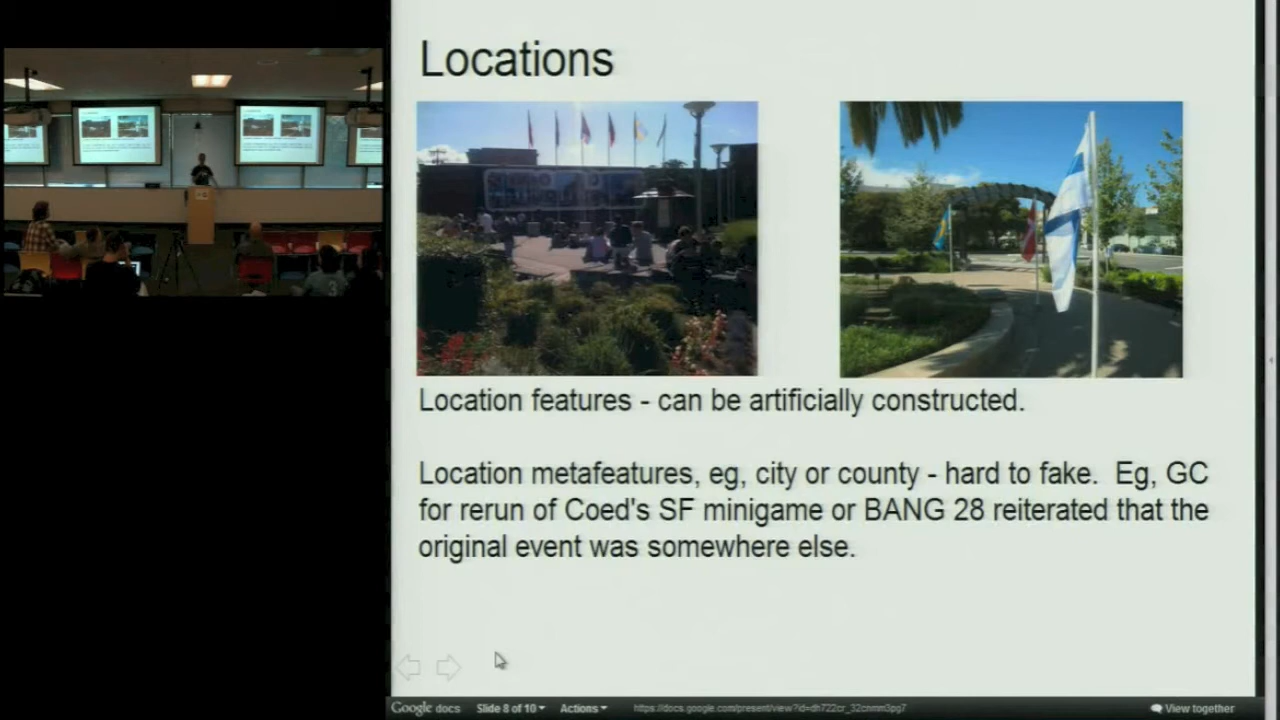 Locations
Location features - can be artificially constructed.
Location metafeatures, eg, city or county - hard to fake. Eg, GC
for rerun of Coed's SF minigame or BANG 28 reiterated that the
original event was somewhere else.
Google docs Slide 8 of 10 Actions https://docs.google.com/present/view?id=dh722cr_32cnmm3pg7 View together